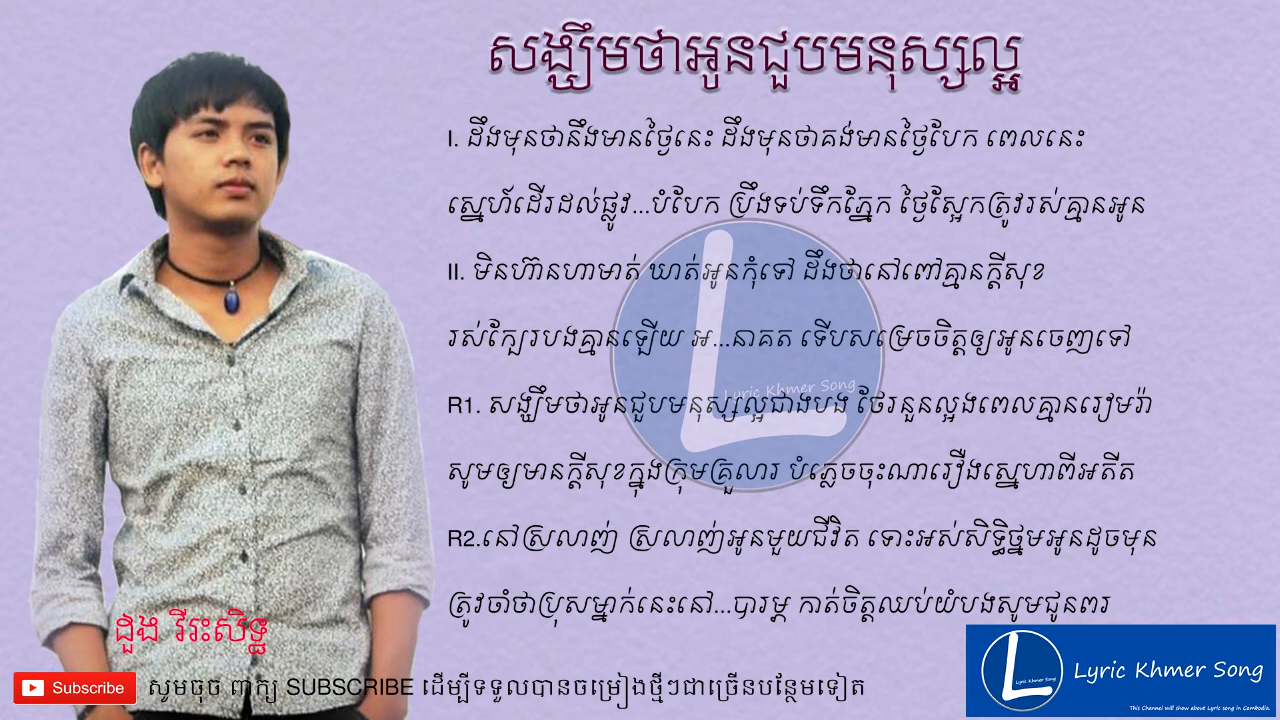 សង្ឃឹមថាអូនជួបមនុស្សល្អ
I. ដឹងមុនថានឹងមានថ្ងៃនេះ ដឹងមុនថាគង់មានថ្ងៃបែក ពេលនេះ
ស្នេហ៍ដើរដល់ផ្លូវ...បំបែក ប្រឹងទប់ទឹកភ្នែក ថ្ងៃស្អែកត្រូវរស់គ្មានអូន
II. មិនហ៊ានហាមាត់ ឃាត់អូនកុំទៅ ដឹងថានៅពៅគ្មានក្ដីសុខ
រស់ក្បែរបងគ្មានឡើយ អ...នាគត ទើបសម្រេចចិត្តឲ្យអូនចេញទៅ
R1. សង្ឃឹមថាអូនជួបមនុស្សល្អជាងបង ថែរនួនល្អងពេលគ្មានរៀមរ៉ា
សូមឲ្យមានក្ដីសុខក្នុងក្រុមគ្រួសារ បំភ្លេចចុះណារឿងស្នេហាពីអតីត
R2.នៅស្រលាញ់ ស្រលាញ់អូនមួយជីវិត ទោះអស់សិទ្ធិថ្នមអូនដូចមុន
ត្រូវចាំថាប្រុសម្នាក់នេះនៅ...បារម្ភ កាត់ចិត្តឈប់យំបងសូមជូនពរ
Lyric Khmer Song
ដួង វីរះសិទ្ធ
Subscribe
សូមចុច ពាក្យ SUBSCRIBE ដើម្បីទទួលបានចម្រៀងថ្មីៗជាច្រើនបន្ថែមទៀត
Lyric Khmer Song
Lyric Khmer Song
This Channel will show about Lyric song in Cambodia.